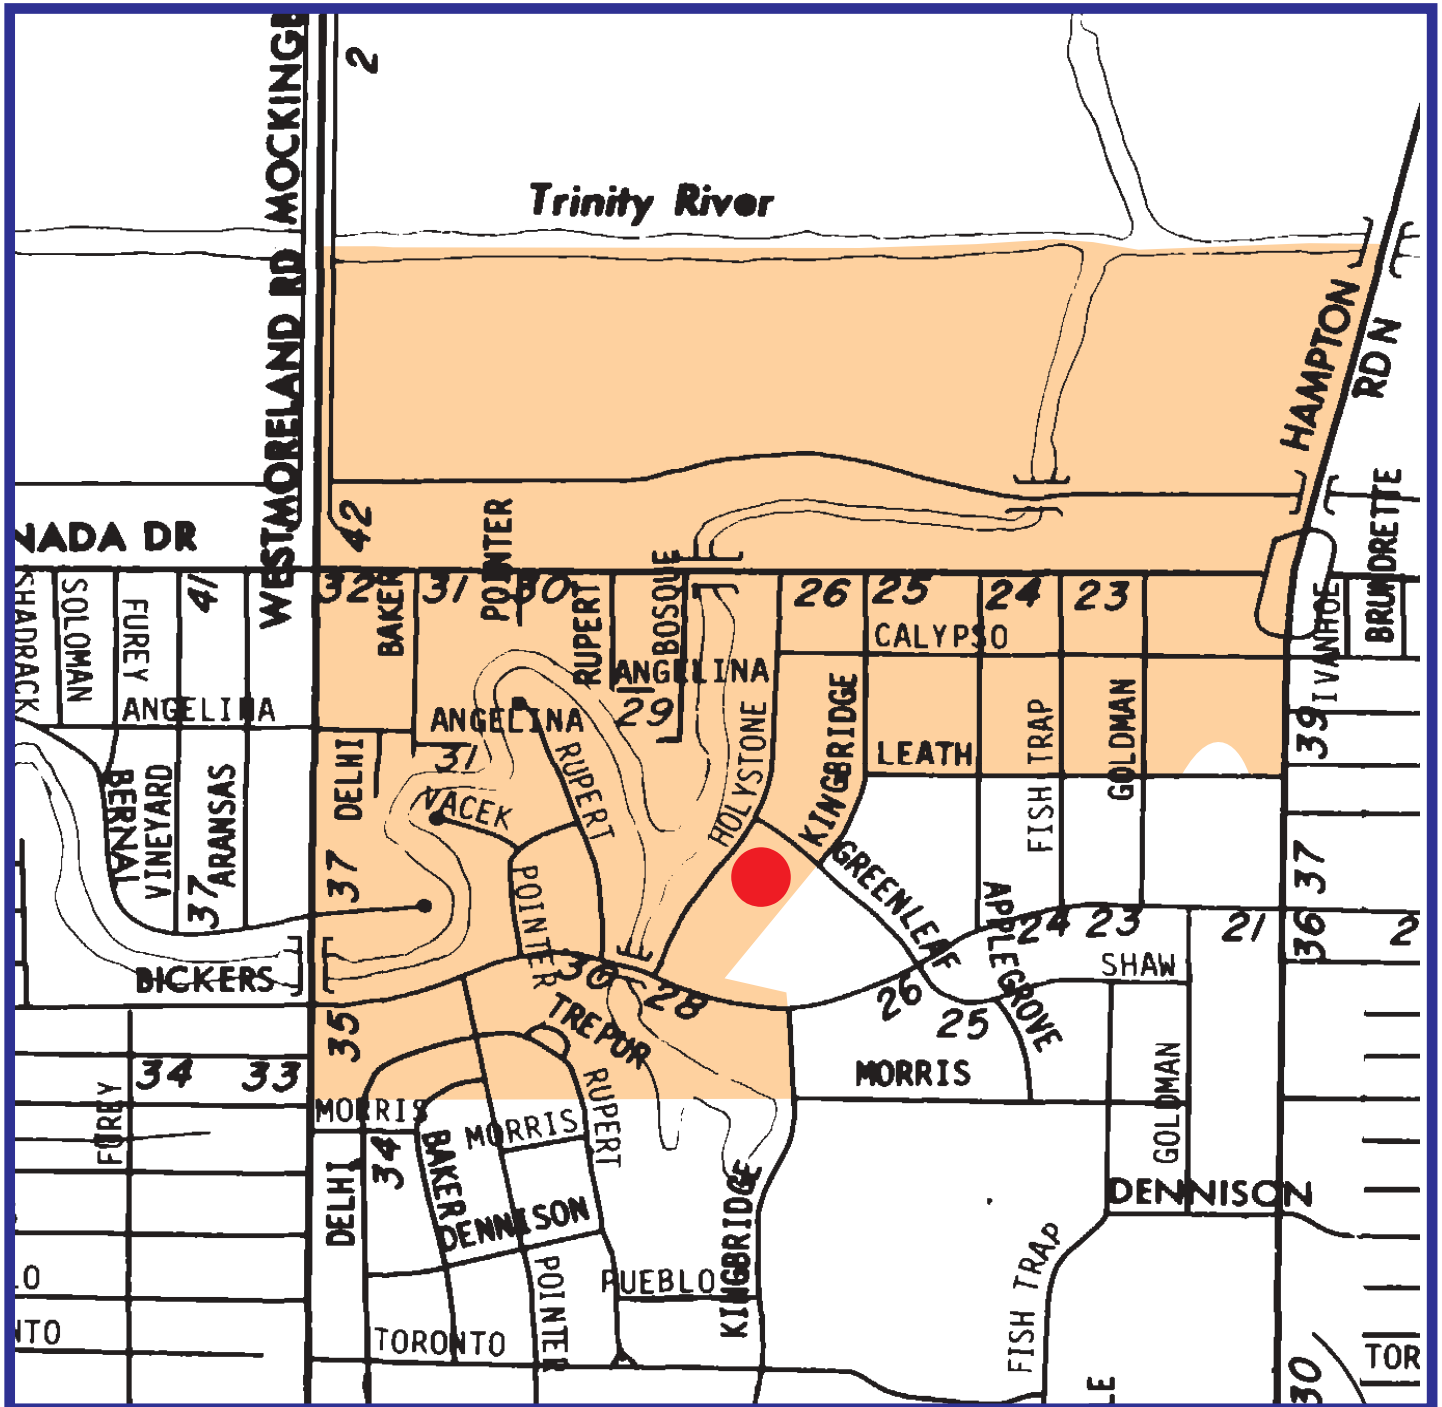 2
WESTMORELAND RD MOCKING
Trinity River
HAMPTON
RD N
42
NADA DR
POINTER
BRUNDRETTE
SHADRACK
SOLOMAN
FUREY
41
32
BAKER
31
30
RUPERT
BOSQUE
26
25
24
23
IVANHOE
CALYPSO
ANGELINA
ANGELINA
ANGELINA
29
31
HOLYSTONE
KINGBRIDGE
LEATH
FISH TRAP
GOLDMAN
39
BERNAL
VINEYARD
ARANSAS
37
DELHI
37
VACEK
RUPERT
POINTER
GREENLEAF
APPLEGROVE
24
23
21
37
36
2
BICKERS
30
28
26
25
SHAW
35
TREPUR
34
33
FUREY
MORRIS
MORRIS
MORRIS
RUPERT
GOLDMAN
34
BAKER
DELHI
DENNISON
DENNISON
KINGBRIDGE
POINTER
PUEBLO
FISH TRAP
LO
NTO
TORONTO
TOR
30
LE